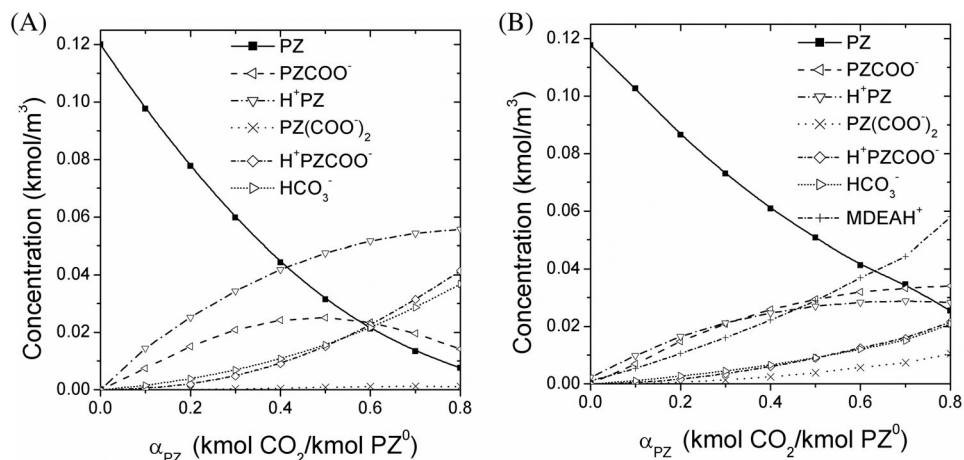 (A)
0.12
0.10
0.08
0.06
0.04
0.02
0.00
Concentration (kmol/m³)
PZ
PZCOO⁻
H⁺PZ
PZ(COO⁻)₂
H⁺PZCOO⁻
HCO₃⁻
0.0 0.2 0.4 0.6 0.8
α_PZ (kmol CO₂/kmol PZ⁰)
(B)
0.12
0.10
0.08
0.06
0.04
0.02
0.00
Concentration (kmol/m³)
PZ
PZCOO⁻
H⁺PZ
PZ(COO⁻)₂
H⁺PZCOO⁻
HCO₃⁻
MDEAH⁺
0.0 0.2 0.4 0.6 0.8
α_PZ (kmol CO₂/kmol PZ⁰)